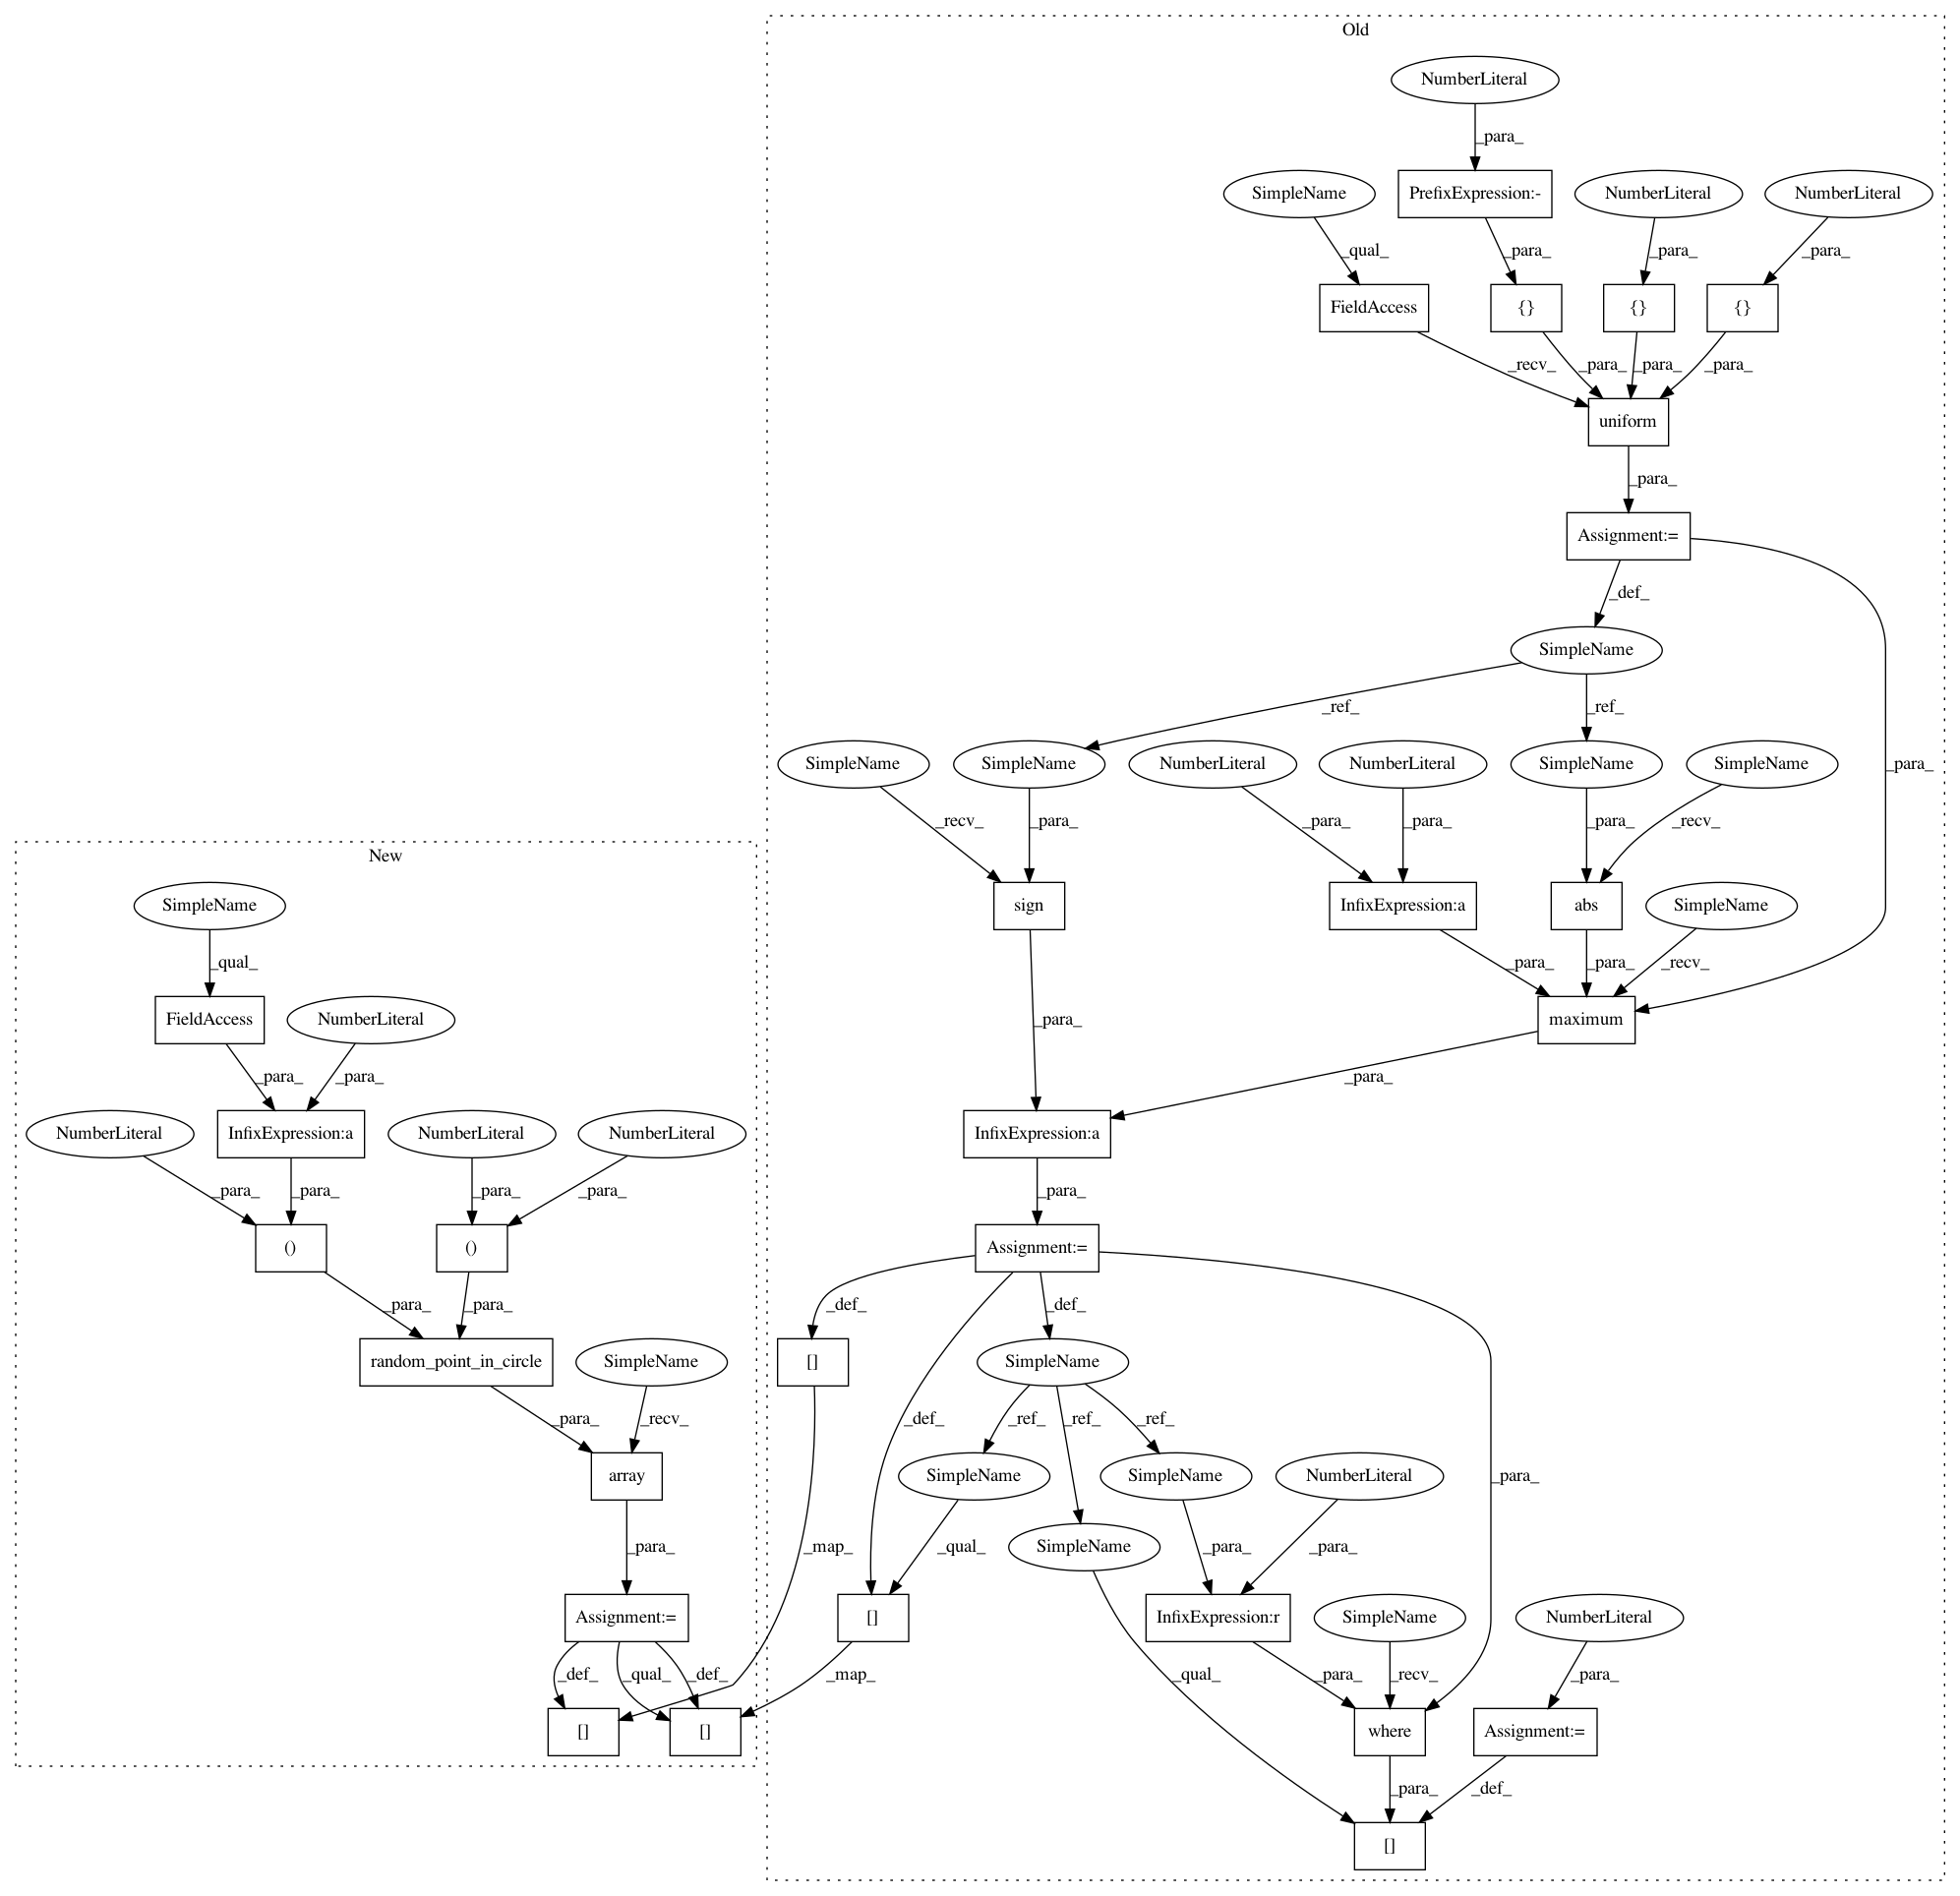 Old
NumberLiteral
_para_
SimpleName
PrefixExpression:-
NumberLiteral
NumberLiteral
_qual_
_para_
_para_
_para_
FieldAccess
{}
{}
{}
_recv_
_para_
_para_
_para_
uniform
_para_
Assignment:=
_def_
SimpleName
_ref_
_ref_
SimpleName
SimpleName
NumberLiteral
NumberLiteral
SimpleName
SimpleName
_para_
_recv_
_para_
_para_
_para_
_para_
_recv_
New
SimpleName
sign
InfixExpression:a
abs
SimpleName
_qual_
_para_
_para_
_recv_
FieldAccess
NumberLiteral
_para_
maximum
_para_
_para_
_para_
NumberLiteral
InfixExpression:a
NumberLiteral
NumberLiteral
InfixExpression:a
_para_
_para_
_para_
_para_
_para_
()
()
Assignment:=
_para_
_para_
_def_
_def_
random_point_in_circle
SimpleName
[]
SimpleName
_para_
_recv_
_def_
_ref_
_ref_
_ref_
array
SimpleName
SimpleName
NumberLiteral
_para_
_para_
_map_
_qual_
SimpleName
_para_
_para_
Assignment:=
[]
InfixExpression:r
SimpleName
NumberLiteral
_def_
_qual_
_def_
_map_
_qual_
_para_
_recv_
_para_
[]
[]
where
Assignment:=
_para_
_def_
[]